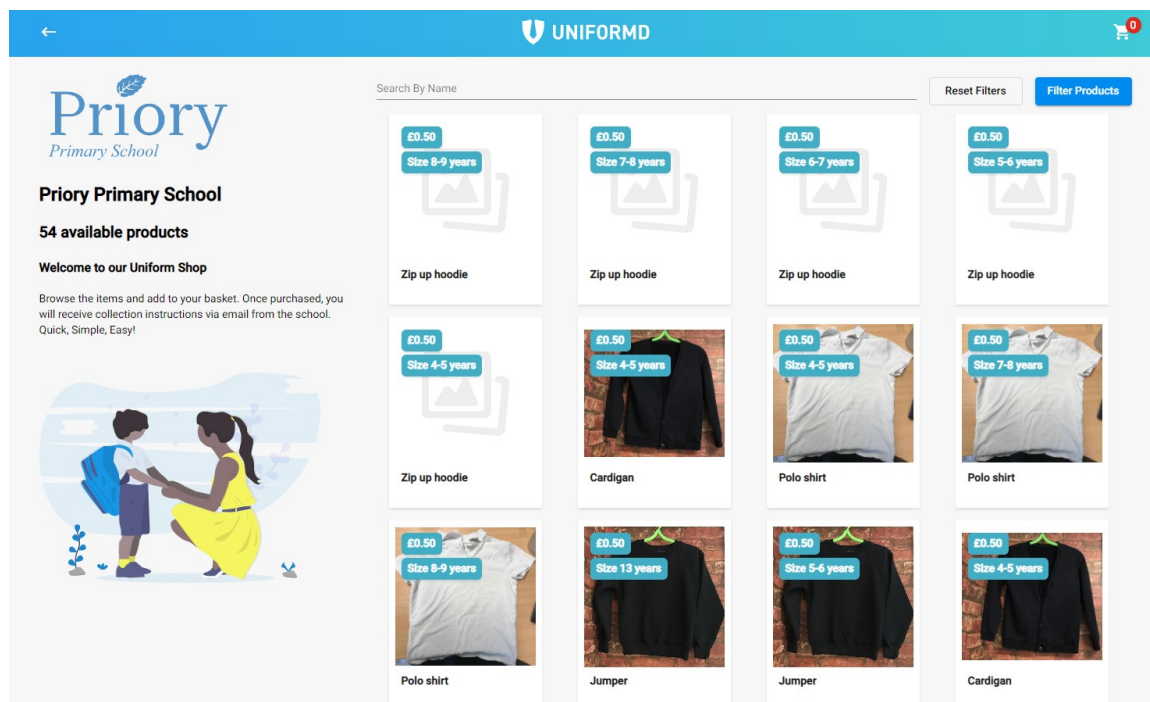 UNIFORMD
0
Priory
Primary School
Priory Primary School
54 available products
Welcome to our Uniform Shop
Browse the items and add to your basket. Once purchased, you
will receive collection instructions via email from the school.
Quick, Simple, Easy!
Search By Name
Reset Filters
Filter Products
£0.50
SIze 8-9 years
Zip up hoodie
£0.50
SIze 7-8 years
Zip up hoodie
£0.50
SIze 6-7 years
Zip up hoodie
£0.50
SIze 5-6 years
Zip up hoodie
£0.50
SIze 4-5 years
Zip up hoodie
£0.50
SIze 4-5 years
Cardigan
£0.50
SIze 4-5 years
Polo shirt
£0.50
SIze 7-8 years
Polo shirt
£0.50
SIze 8-9 years
Polo shirt
£0.50
SIze 13 years
Jumper
£0.50
SIze 5-6 years
Jumper
£0.50
SIze 4-5 years
Cardigan